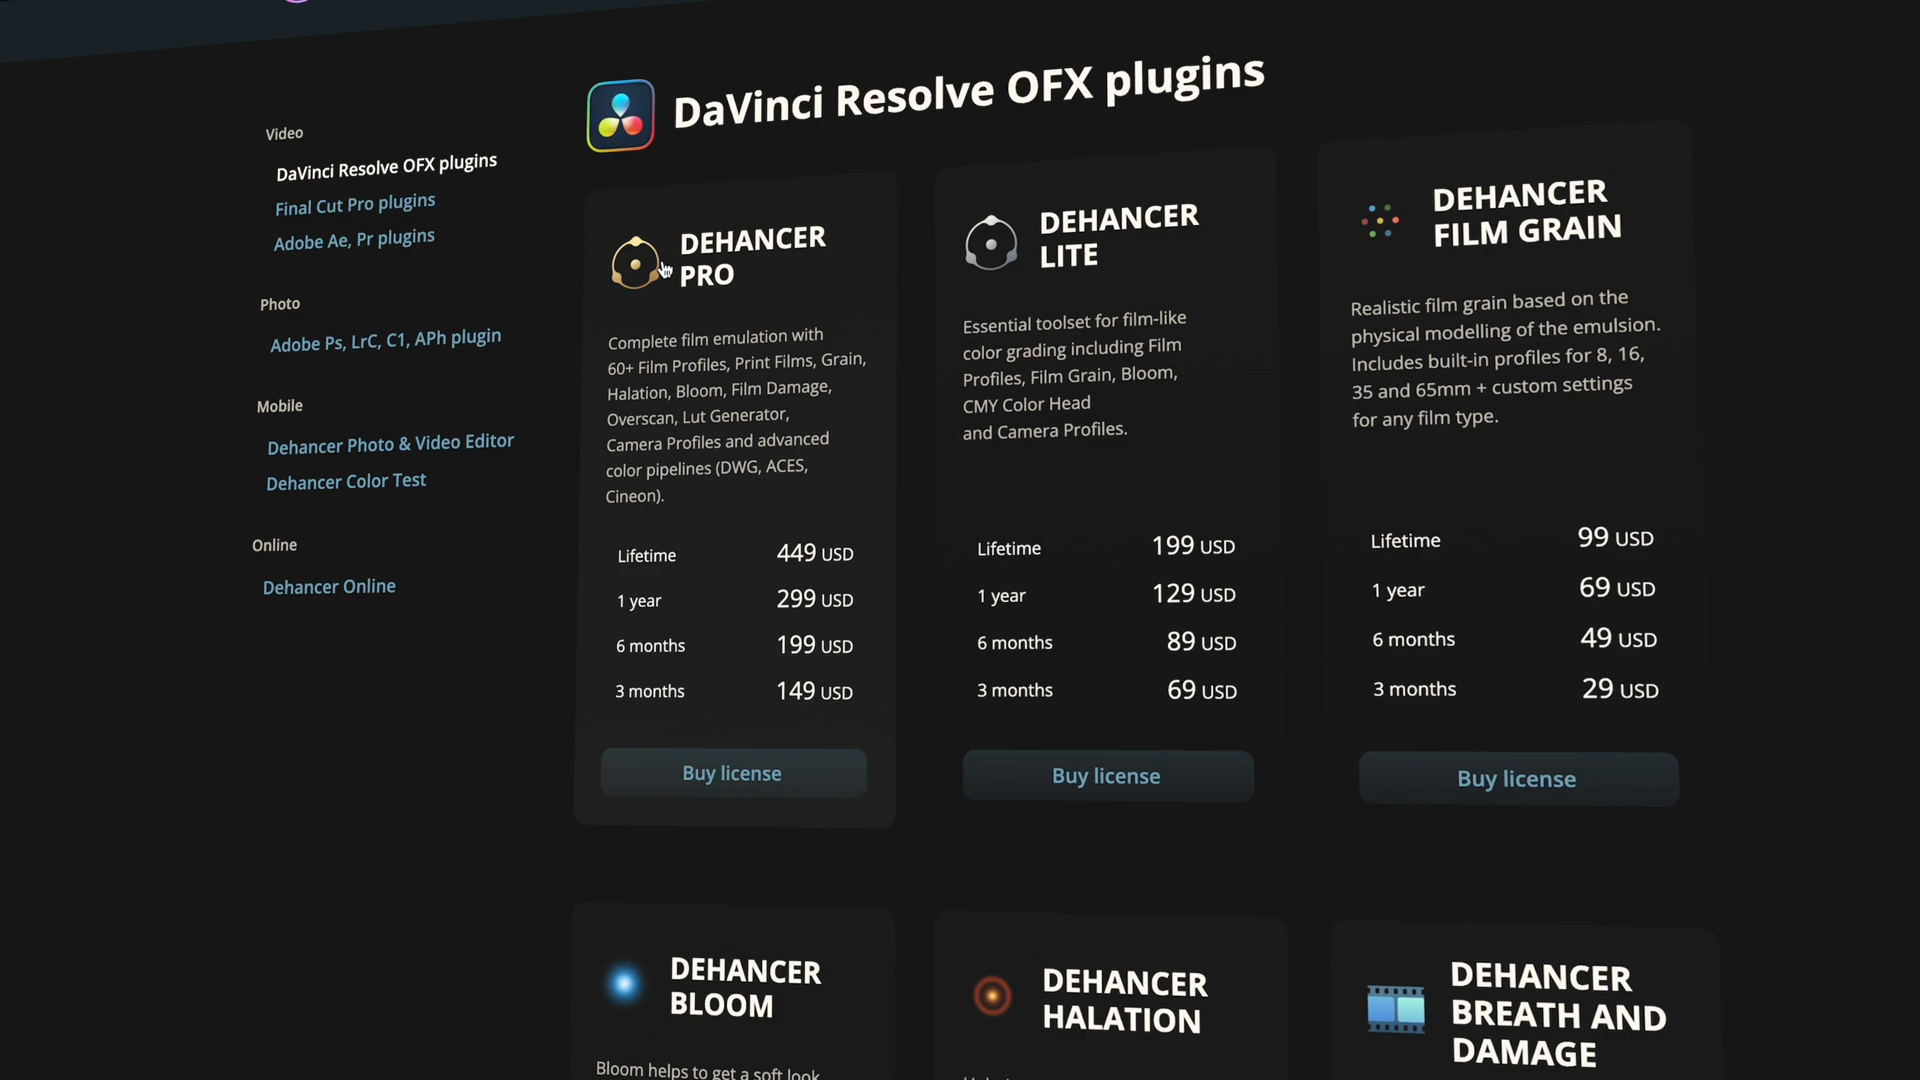 DaVinci Resolve OFX plugins
Video
DaVinci Resolve OFX plugins
Final Cut Pro plugins
Adobe Ae, Pr plugins
Photo
Adobe Ps, LrC, C1, APh plugin
Mobile
Dehancer Photo & Video Editor
Dehancer Color Test
Online
Dehancer Online
DEHANCER
PRO
Complete film emulation with
60+ Film Profiles, Print Films, Grain,
Halation, Bloom, Film Damage,
Overscan, Lut Generator,
Camera Profiles and advanced
color pipelines (DWG, ACES,
Cineon).
Lifetime 449 USD
1 year 299 USD
6 months 199 USD
3 months 149 USD
Buy license
DEHANCER
LITE
Essential toolset for film-like
color grading including Film
Profiles, Film Grain, Bloom,
CMY Color Head
and Camera Profiles.
Lifetime 199 USD
1 year 129 USD
6 months 89 USD
3 months 69 USD
Buy license
DEHANCER
FILM GRAIN
Realistic film grain based on the
physical modelling of the emulsion.
Includes built-in profiles for 8, 16,
35 and 65mm + custom settings
for any film type.
Lifetime 99 USD
1 year 69 USD
6 months 49 USD
3 months 29 USD
Buy license
DEHANCER
BLOOM
Bloom helps to get a soft look
DEHANCER
HALATION
DEHANCER
BREATH AND
DAMAGE